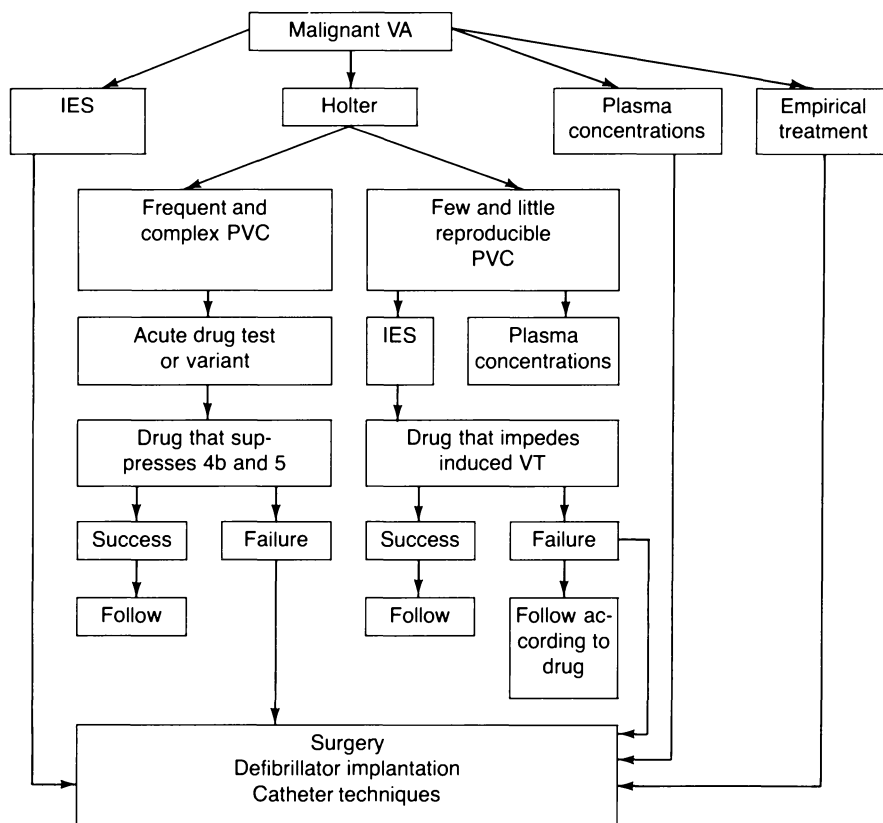 Malignant VA
IES
Holter
Plasma
concentrations
Empirical
treatment
Frequent and
complex PVC
Few and little
reproducible
PVC
Acute drug test
or variant
IES
Plasma
concentrations
Drug that sup-
presses 4b and 5
Drug that impedes
induced VT
Success
Failure
Success
Failure
Follow
Follow
Follow ac-
cording to
drug
Surgery
Defibrillator implantation
Catheter techniques